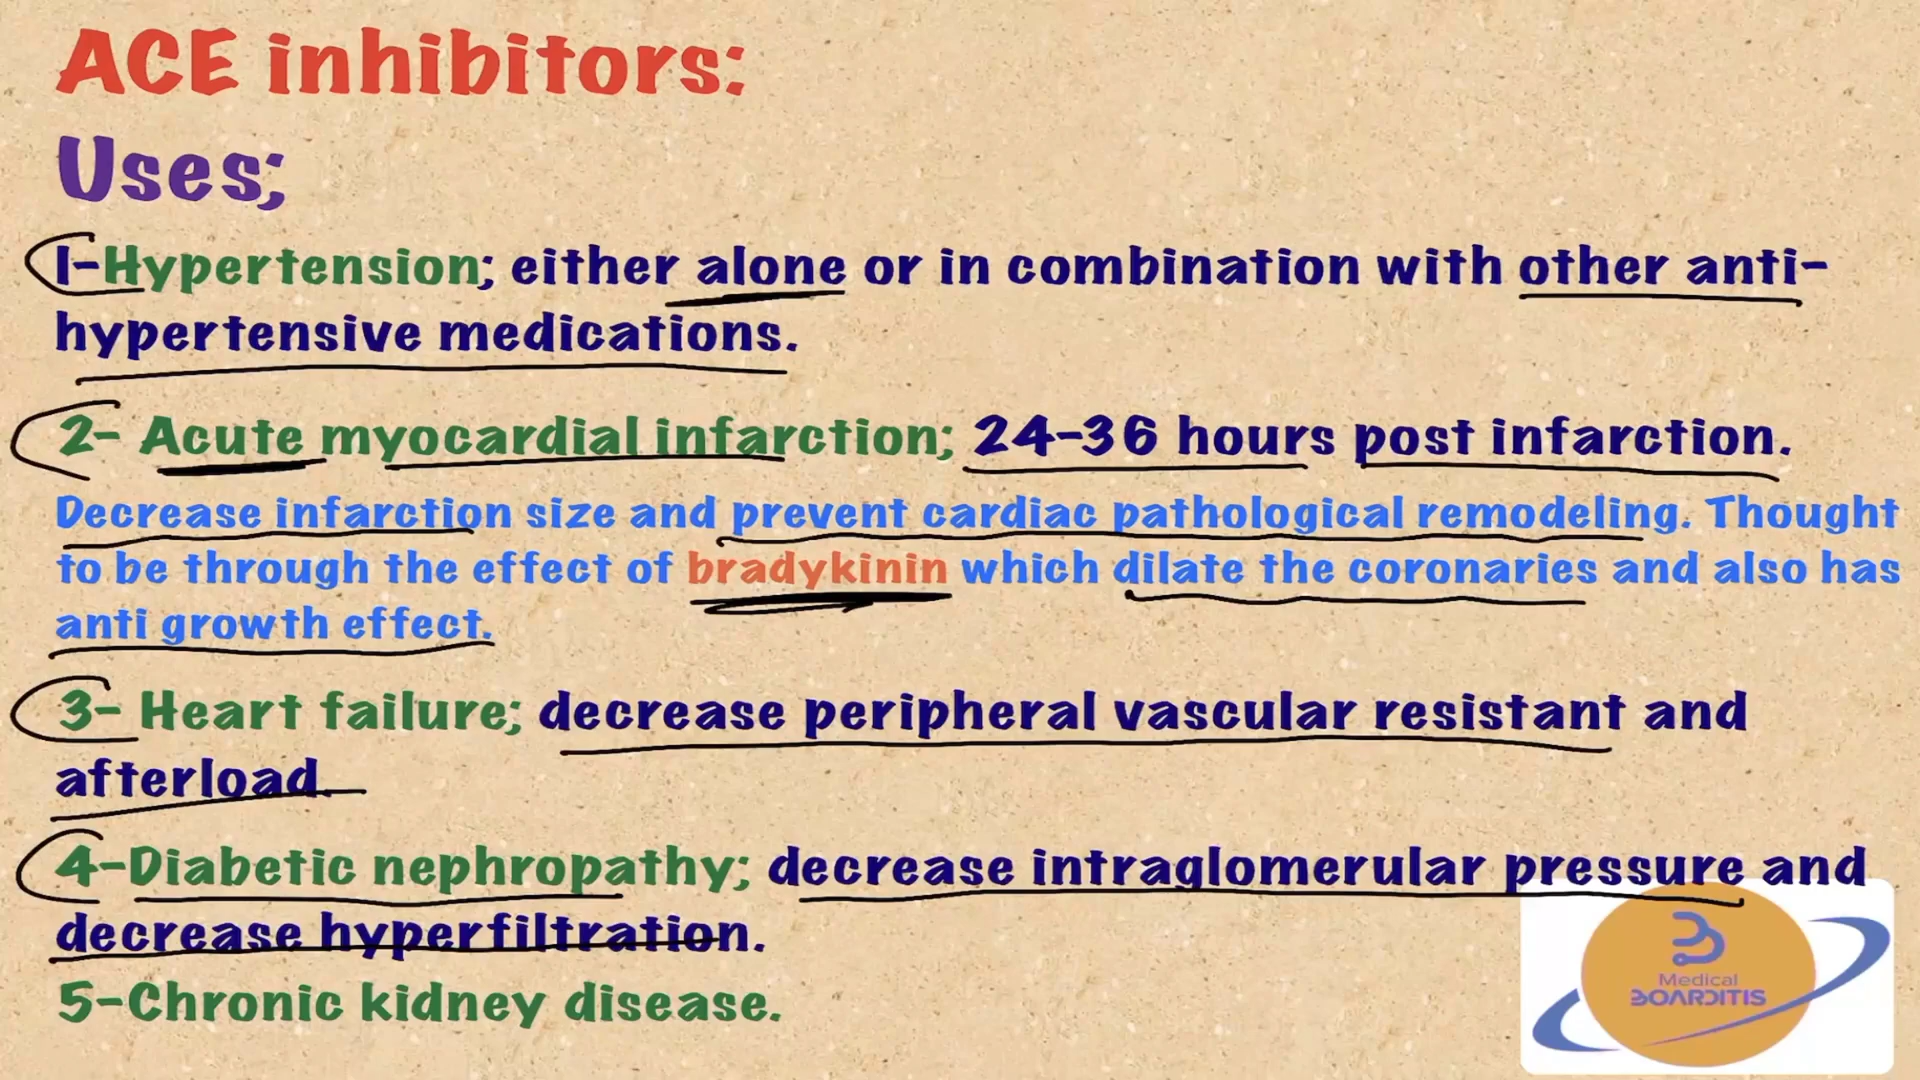 ACE inhibitors:
Uses;
1-Hypertension; either alone or in combination with other anti-
hypertensive medications.
2- Acute myocardial infarction; 24-36 hours post infarction.
Decrease infarction size and prevent cardiac pathological remodeling. Thought
to be through the effect of bradykinin which dilate the coronaries and also has
anti growth effect.
3- Heart failure; decrease peripheral vascular resistant and
afterload.
4-Diabetic nephropathy; decrease intraglomerular pressure and
decrease hyperfiltration.
5-Chronic kidney disease.
Medical
BOARDITIS